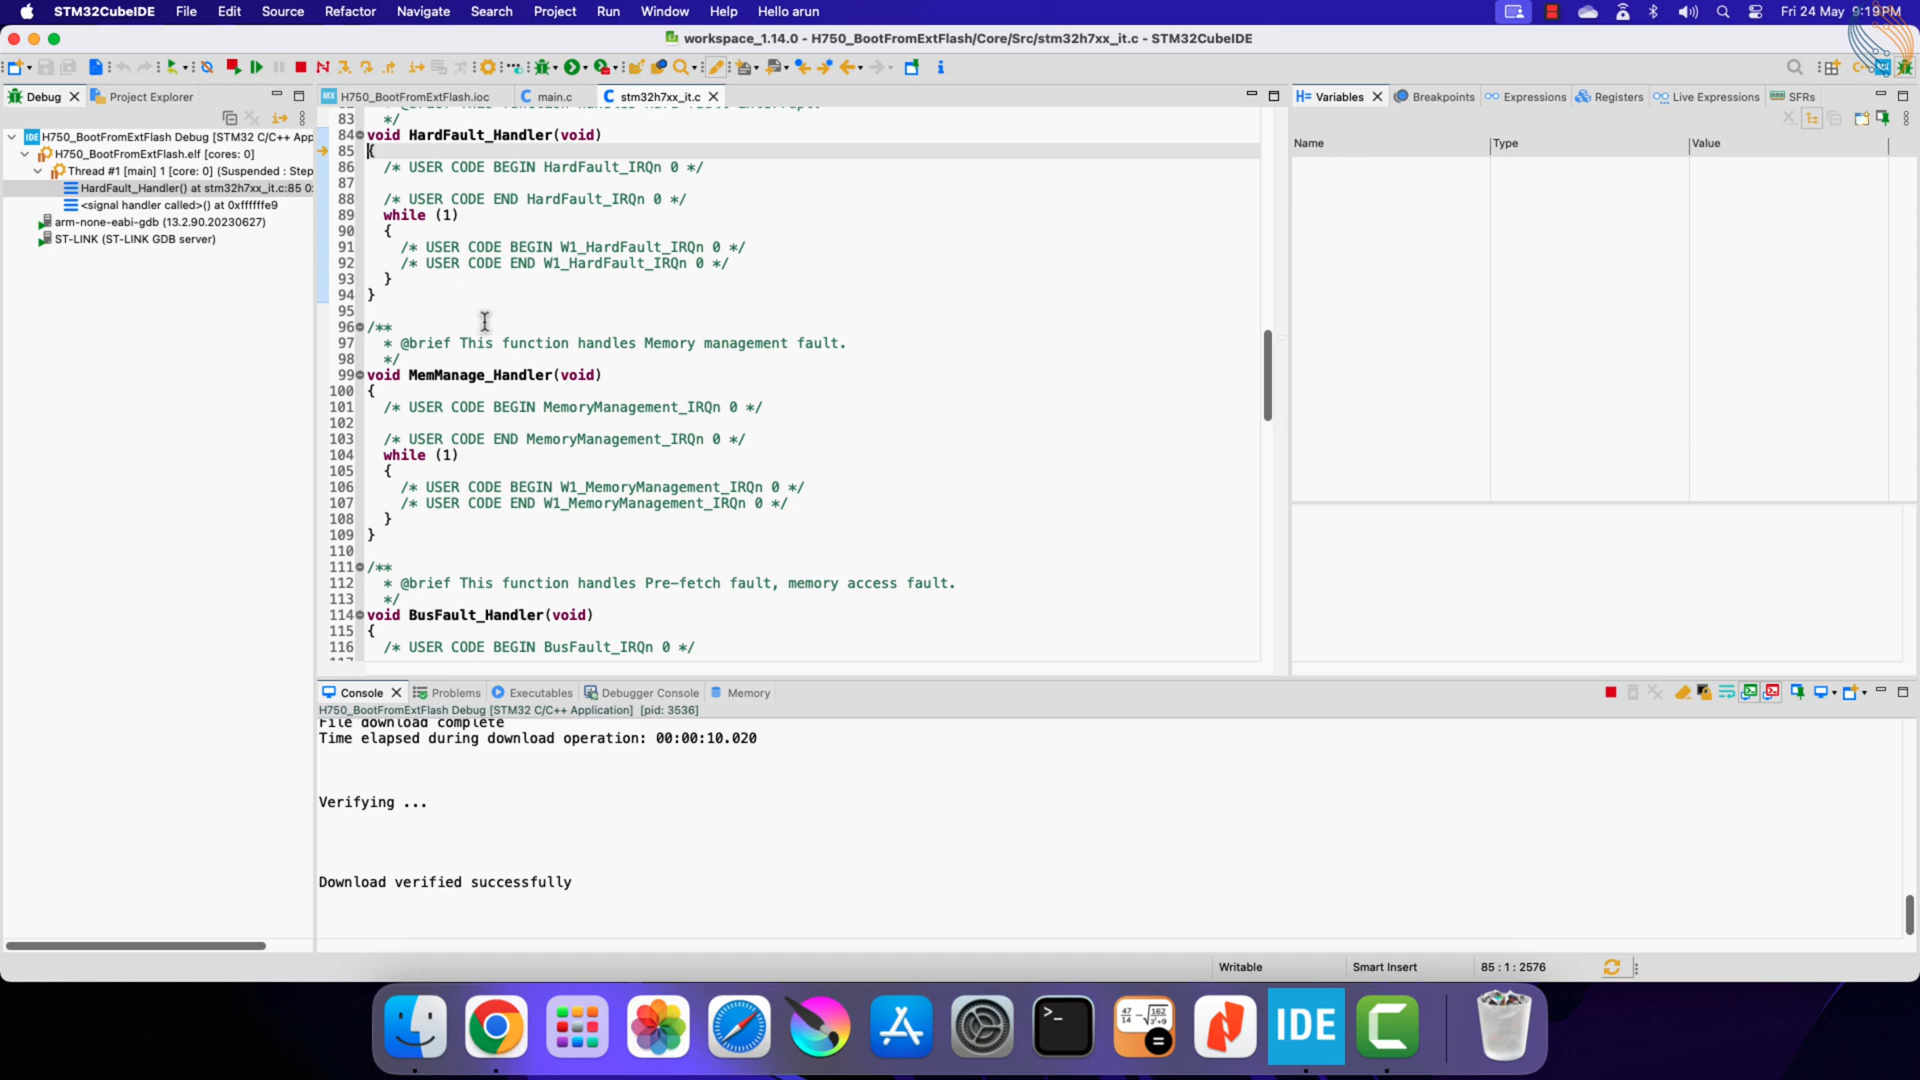 STM32CubeIDE File Edit Source Refactor Navigate Search Project Run Window Help Hello arun Fri 24 May 9:19PM
workspace_1.14.0 - H750_BootFromExtFlash/Core/Src/stm32h7xx_it.c - STM32CubeIDE
Debug Project Explorer
H750_BootFromExtFlash Debug [STM32 C/C++ App
H750_BootFromExtFlash.elf [cores: 0]
Thread #1 [main] 1 [core: 0] (Suspended : Step
HardFault_Handler() at stm32h7xx_it.c:85 0
<signal handler called>() at 0xffffffe9
arm-none-eabi-gdb (13.2.90.20230627)
ST-LINK (ST-LINK GDB server)
H750_BootFromExtFlash.ioc main.c stm32h7xx_it.c
83 */
84 void HardFault_Handler(void)
85 {
86 /* USER CODE BEGIN HardFault_IRQn 0 */
87
88 /* USER CODE END HardFault_IRQn 0 */
89 while (1)
90 {
91 /* USER CODE BEGIN W1_HardFault_IRQn 0 */
92 /* USER CODE END W1_HardFault_IRQn 0 */
93 }
94 }
95
96 /**
97 * @brief This function handles Memory management fault.
98 */
99 void MemManage_Handler(void)
100 {
101 /* USER CODE BEGIN MemoryManagement_IRQn 0 */
102
103 /* USER CODE END MemoryManagement_IRQn 0 */
104 while (1)
105 {
106 /* USER CODE BEGIN W1_MemoryManagement_IRQn 0 */
107 /* USER CODE END W1_MemoryManagement_IRQn 0 */
108 }
109 }
110
111 /**
112 * @brief This function handles Pre-fetch fault, memory access fault.
113 */
114 void BusFault_Handler(void)
115 {
116 /* USER CODE BEGIN BusFault_IRQn 0 */
Variables Breakpoints Expressions Registers Live Expressions SFRs
Name Type Value
Console Problems Executables Debugger Console Memory
H750_BootFromExtFlash Debug [STM32 C/C++ Application] [pid: 3536]
File download complete
Time elapsed during download operation: 00:00:10.020
Verifying ...
Download verified successfully
Writable Smart Insert 85 : 1 : 2576
IDE